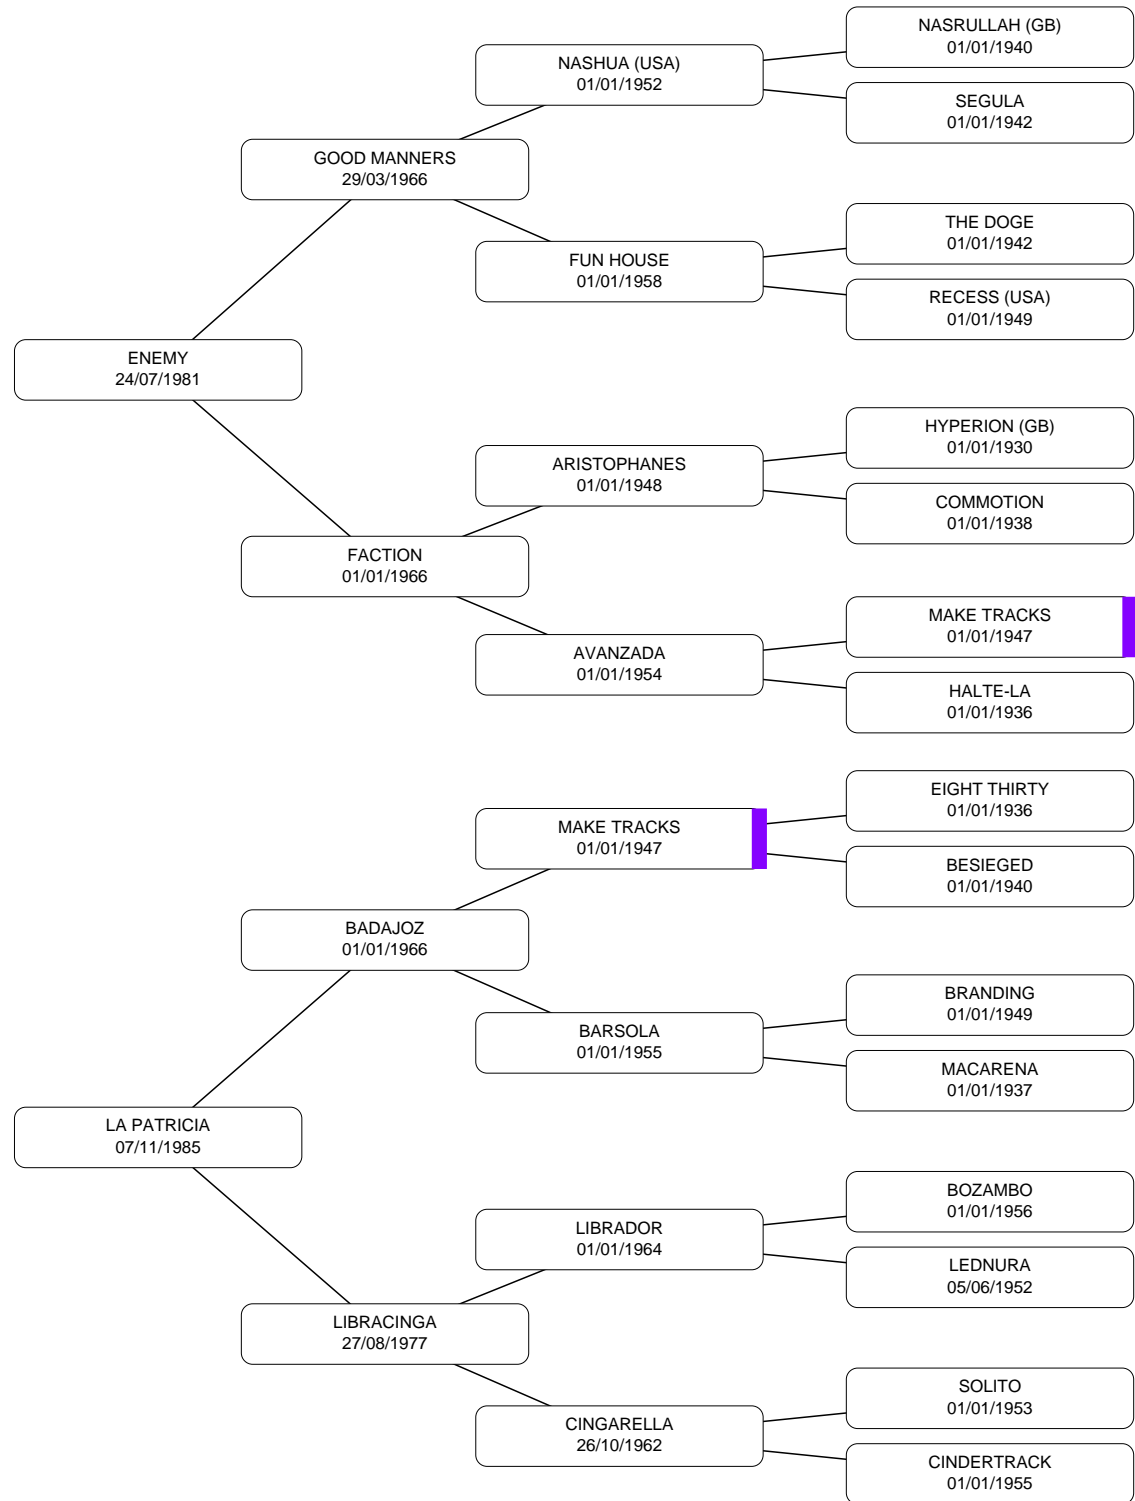 NASRULLAH (GB)
01/01/1940
NASHUA (USA)
01/01/1952
SEGULA
01/01/1942
GOOD MANNERS
29/03/1966
THE DOGE
01/01/1942
FUN HOUSE
01/01/1958
RECESS (USA)
01/01/1949
ENEMY
24/07/1981
HYPERION (GB)
01/01/1930
ARISTOPHANES
01/01/1948
COMMOTION
01/01/1938
FACTION
01/01/1966
MAKE TRACKS
01/01/1947
AVANZADA
01/01/1954
HALTE-LA
01/01/1936
EIGHT THIRTY
01/01/1936
MAKE TRACKS
01/01/1947
BESIEGED
01/01/1940
BADAJOZ
01/01/1966
BRANDING
01/01/1949
BARSOLA
01/01/1955
MACARENA
01/01/1937
LA PATRICIA
07/11/1985
BOZAMBO
01/01/1956
LIBRADOR
01/01/1964
LEDNURA
05/06/1952
LIBRACINGA
27/08/1977
SOLITO
01/01/1953
CINGARELLA
26/10/1962
CINDERTRACK
01/01/1955